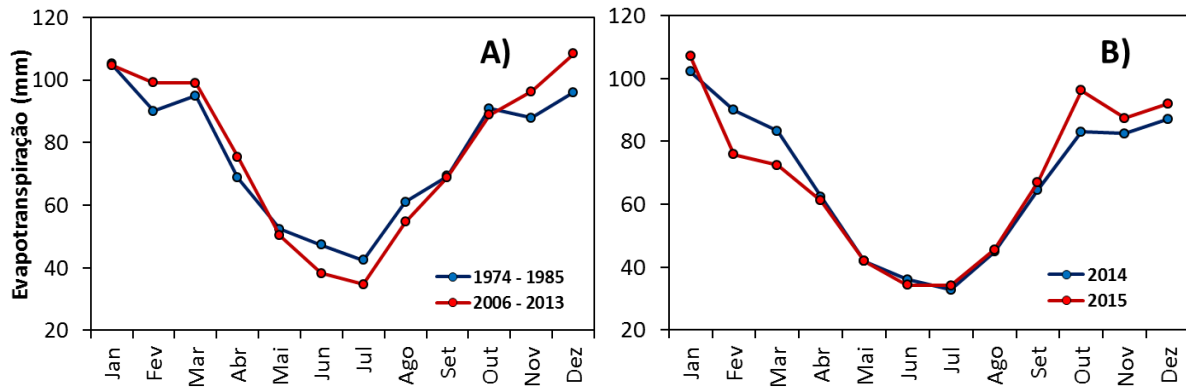 Evapotranspiração (mm)
120
100
80
60
40
20
A)
1974 - 1985
2006 - 2013
Jan
Fev
Mar
Abr
Mai
Jun
Jul
Ago
Set
Out
Nov
Dez
120
100
80
60
40
20
B)
2014
2015
Jan
Fev
Mar
Abr
Mai
Jun
Jul
Ago
Set
Out
Nov
Dez